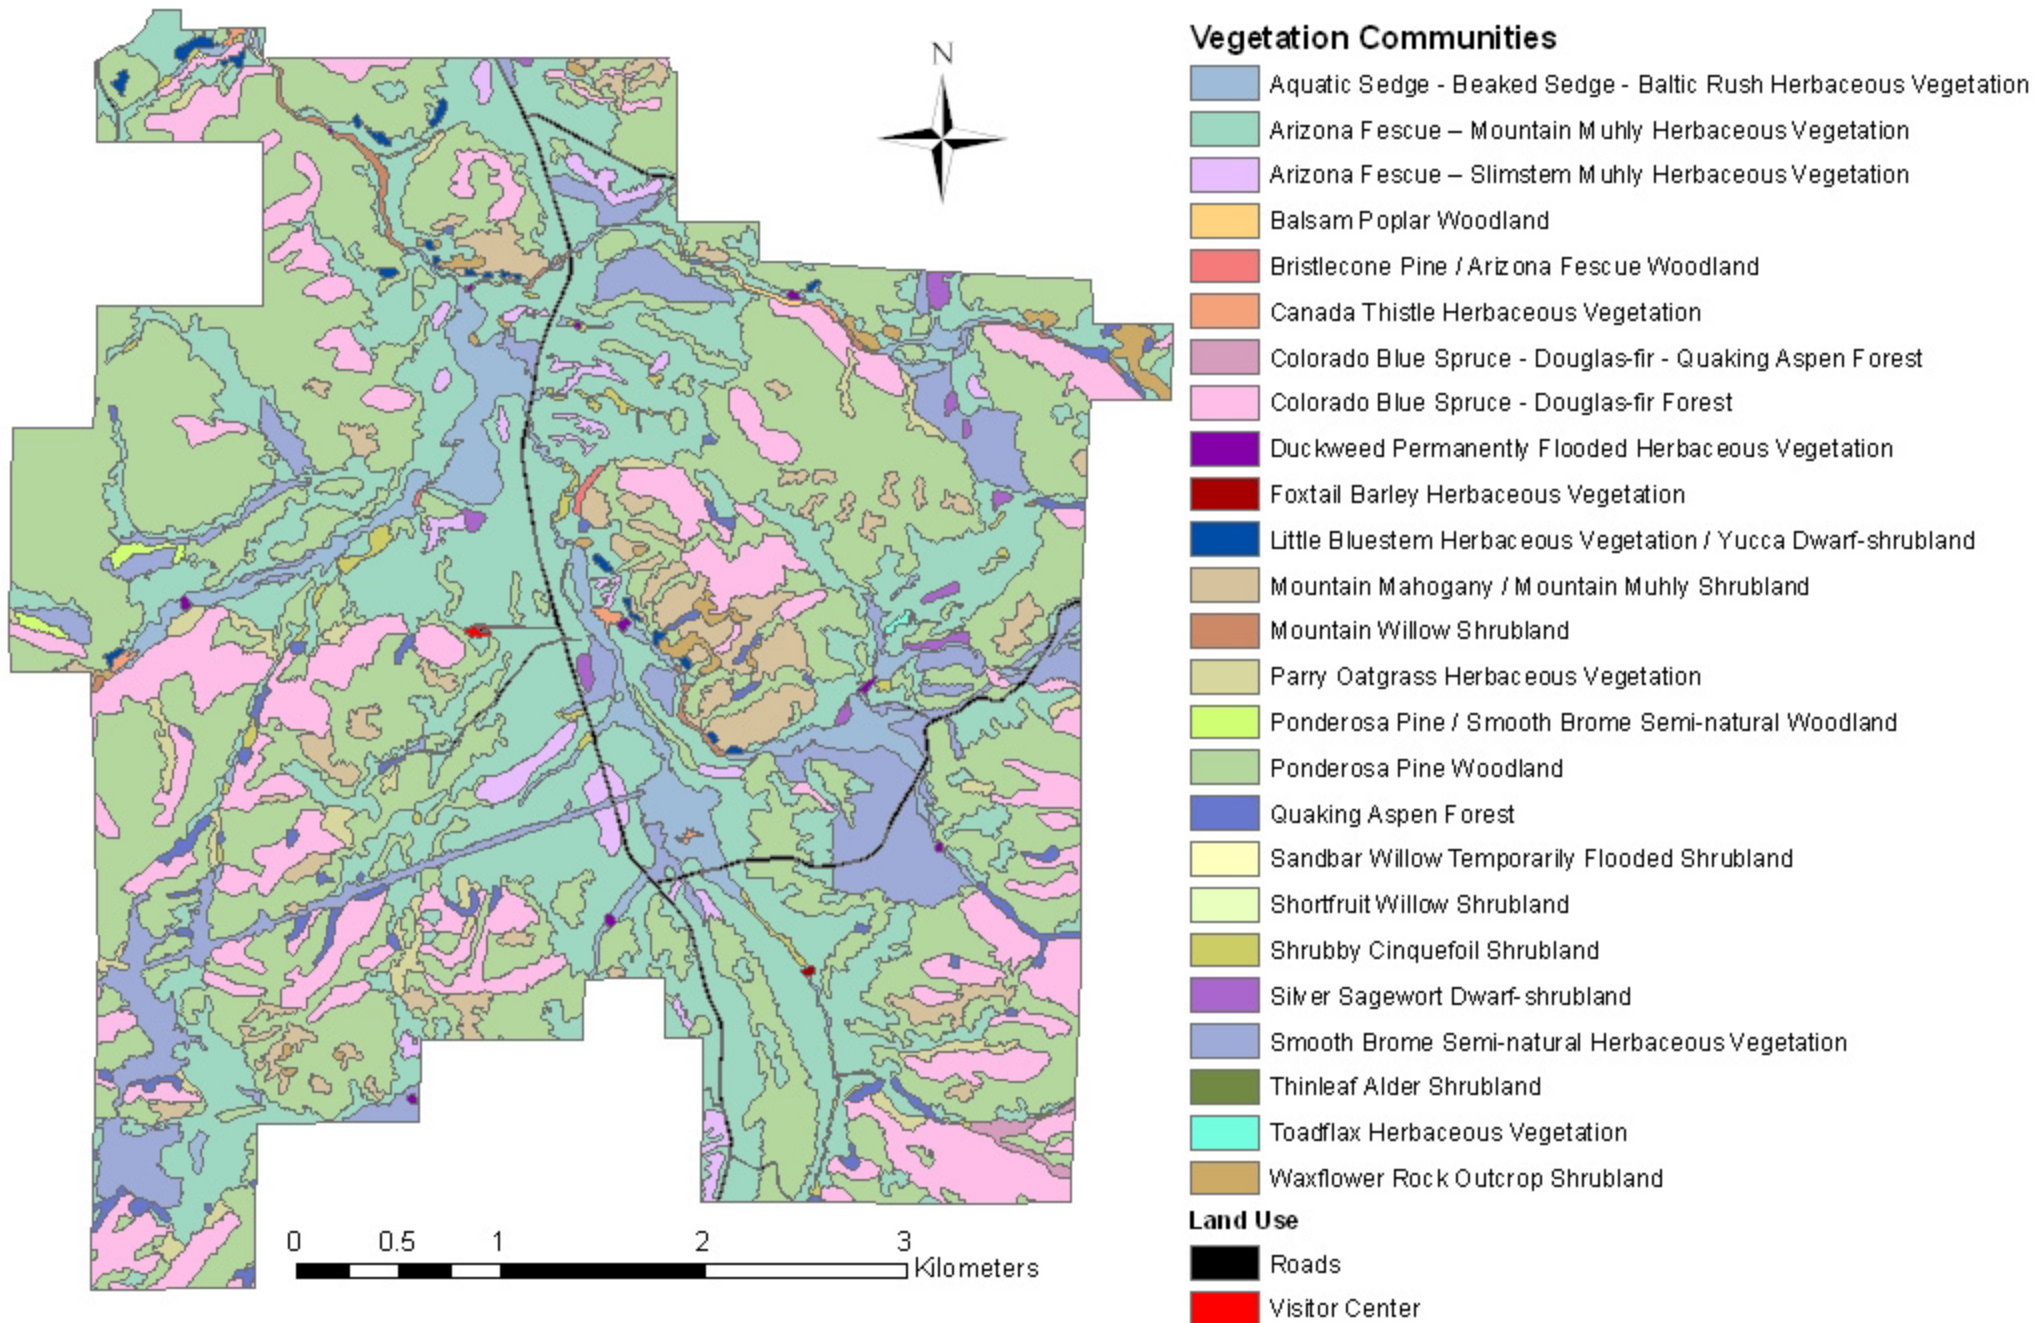 Vegetation Communities
N
Aquatic Sedge - Beaked Sedge - Baltic Rush Herbaceous Vegetation
Arizona Fescue – Mountain Muhly Herbaceous Vegetation
Arizona Fescue – Slimstem Muhly Herbaceous Vegetation
Balsam Poplar Woodland
Bristlecone Pine / Arizona Fescue Woodland
Canada Thistle Herbaceous Vegetation
Colorado Blue Spruce - Douglas-fir - Quaking Aspen Forest
Colorado Blue Spruce - Douglas-fir Forest
Duckweed Permanently Flooded Herbaceous Vegetation
Foxtail Barley Herbaceous Vegetation
Little Bluestem Herbaceous Vegetation / Yucca Dwarf-shrubland
Mountain Mahogany / Mountain Muhly Shrubland
Mountain Willow Shrubland
Parry Oatgrass Herbaceous Vegetation
Ponderosa Pine / Smooth Brome Semi-natural Woodland
Ponderosa Pine Woodland
Quaking Aspen Forest
Sandbar Willow Temporarily Flooded Shrubland
Shortfruit Willow Shrubland
Shrubby Cinquefoil Shrubland
Silver Sagewort Dwarf-shrubland
Smooth Brome Semi-natural Herbaceous Vegetation
Thinleaf Alder Shrubland
Toadflax Herbaceous Vegetation
Waxflower Rock Outcrop Shrubland
Land Use
Roads
Visitor Center
0 0.5 1 2 3
Kilometers